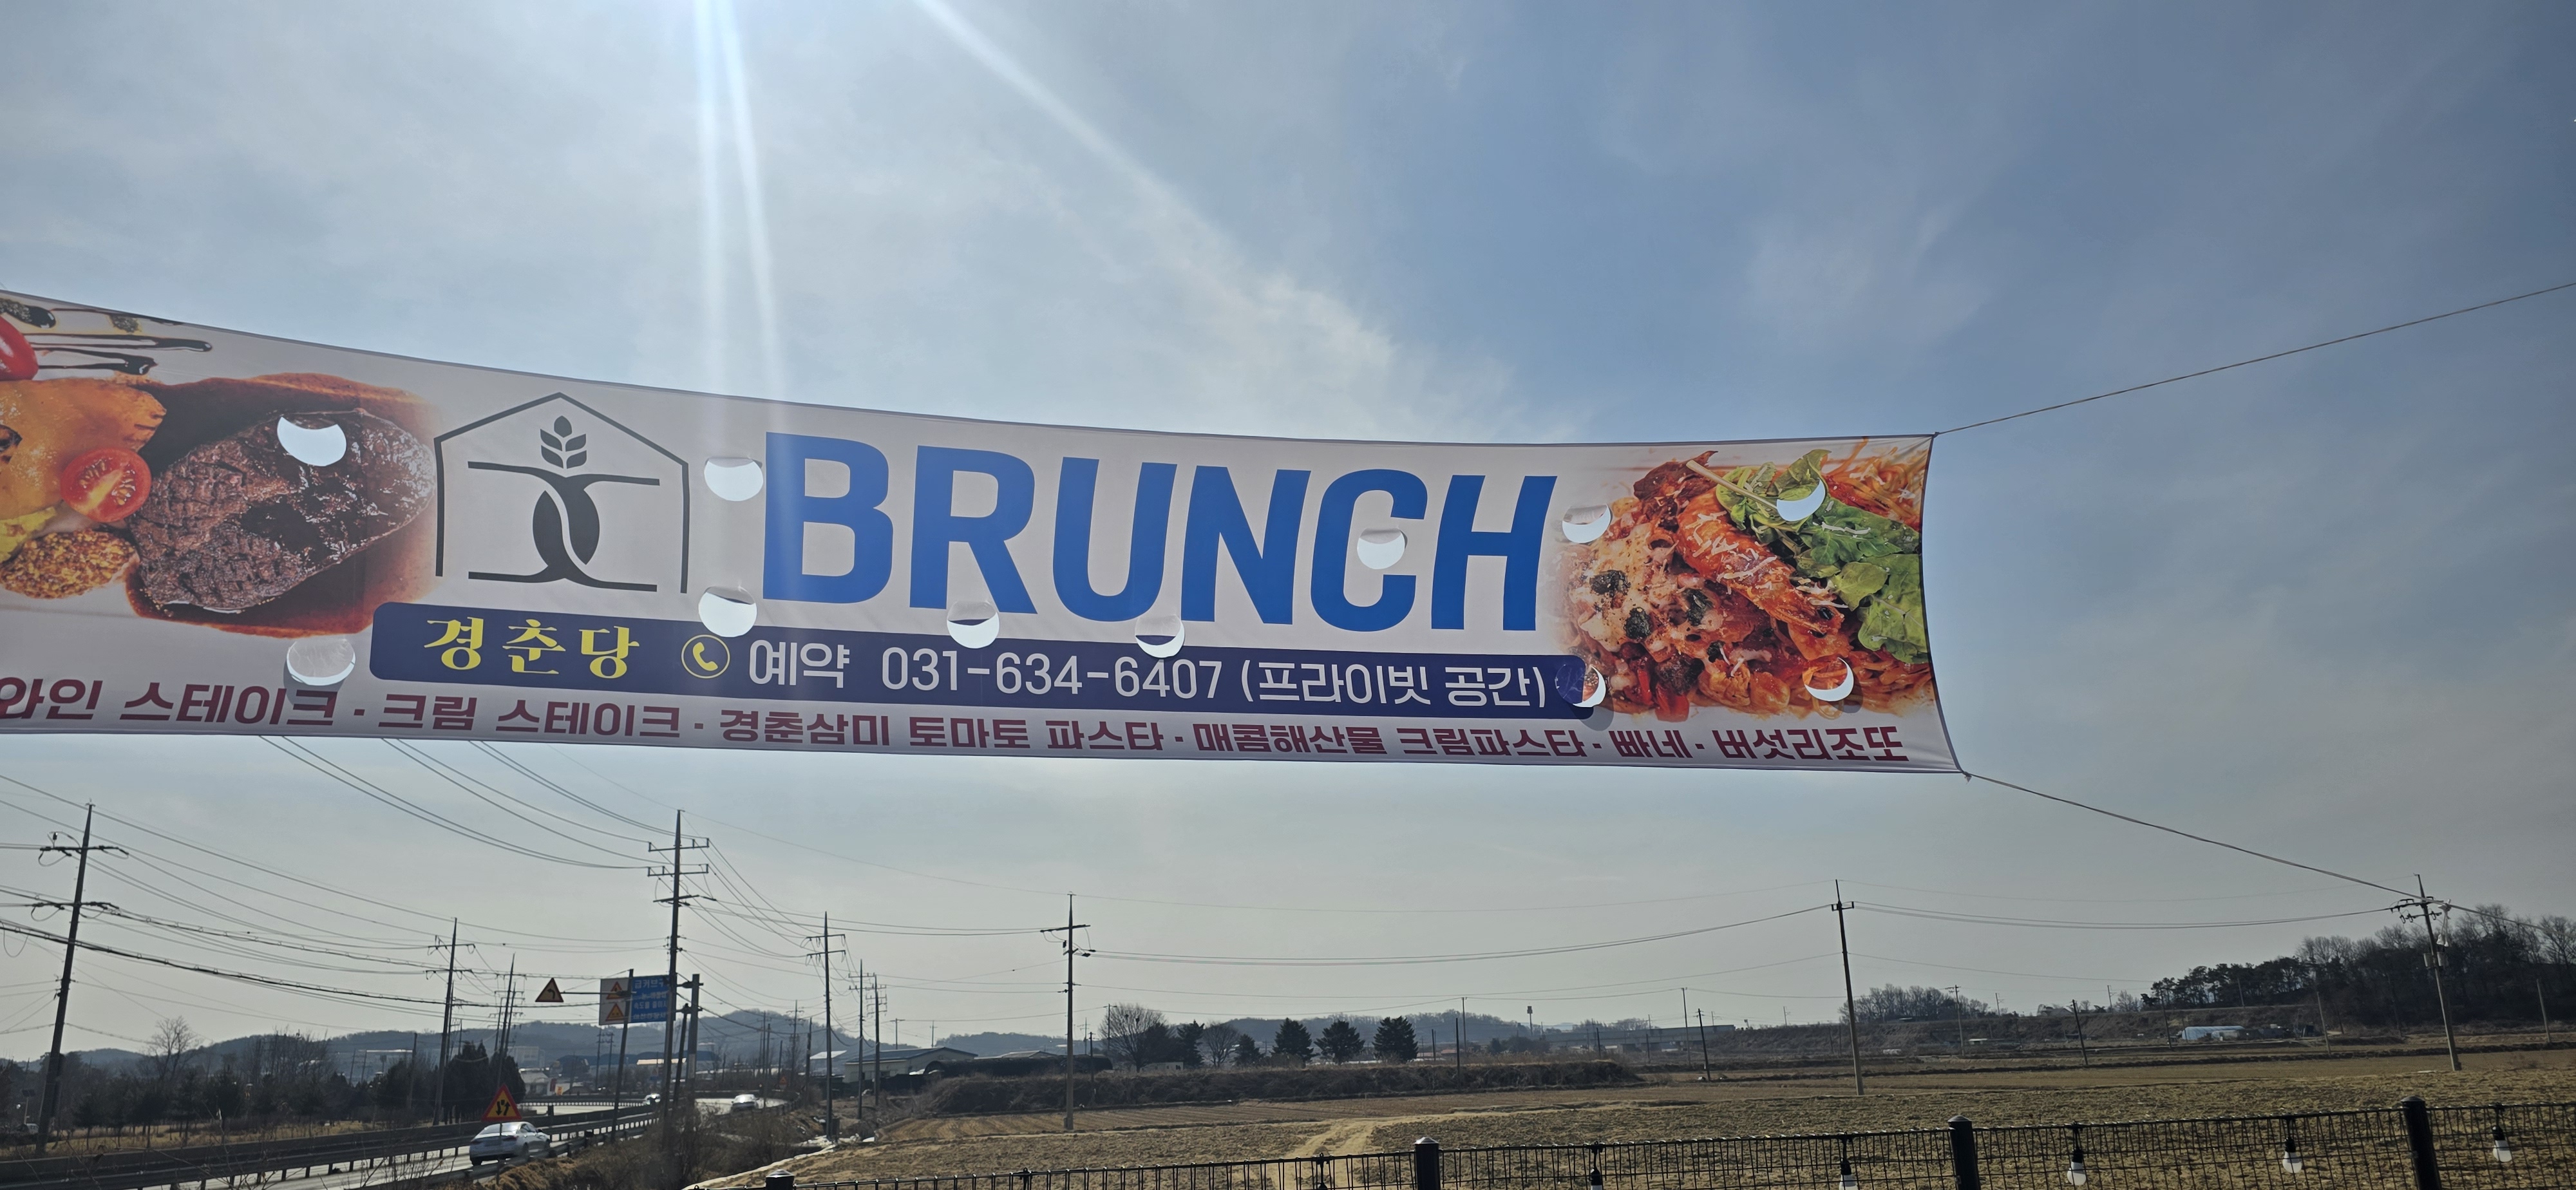 BRUNCH
경춘당 예약 031-634-6407 (프라이빗 공간)
와인 스테이크 · 크림 스테이크 · 경춘삼미 토마토 파스타 · 매콤해산물 크림파스타 · 빠네 · 버섯리조또